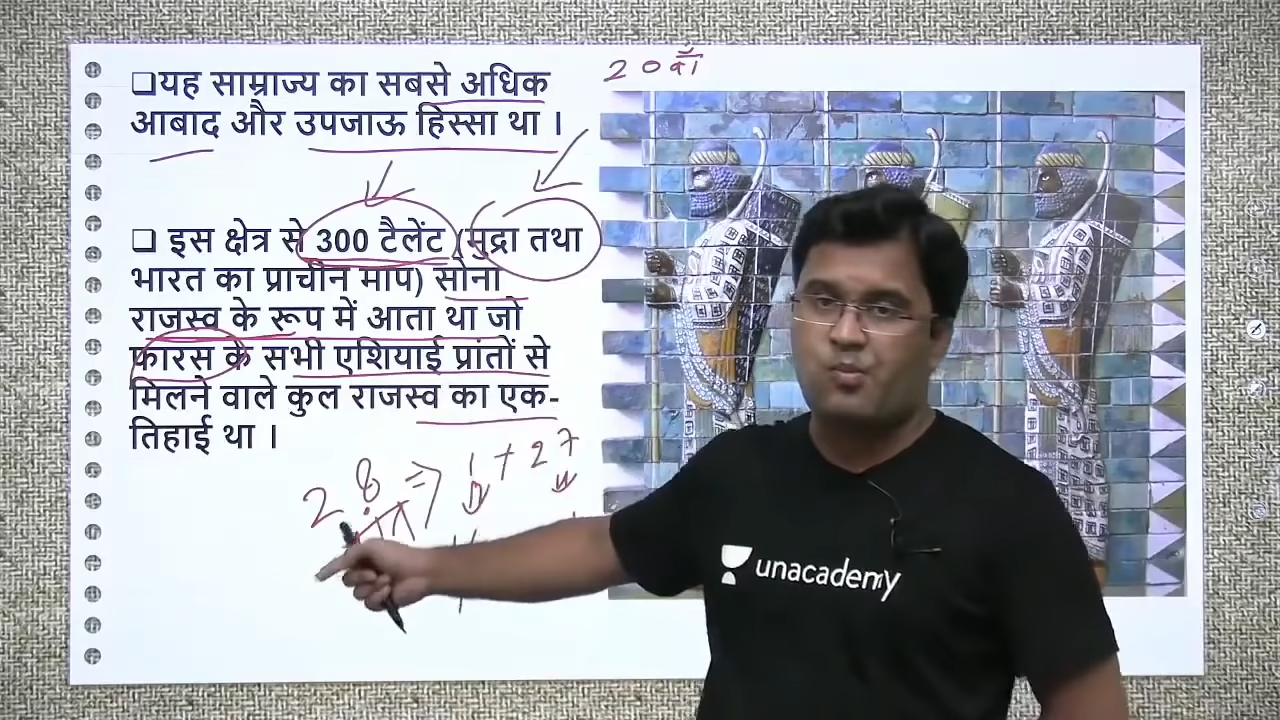 20वाँ
❑यह साम्राज्य का सबसे अधिक
आबाद और उपजाऊ हिस्सा था ।
❑ इस क्षेत्र से 300 टैलेंट (मुद्रा तथा
भारत का प्राचीन माप) सोना
राजस्व के रूप में आता था जो
फारस के सभी एशियाई प्रांतों से
मिलने वाले कुल राजस्व का एक-
तिहाई था ।
28 => 1 + 27
unacademy